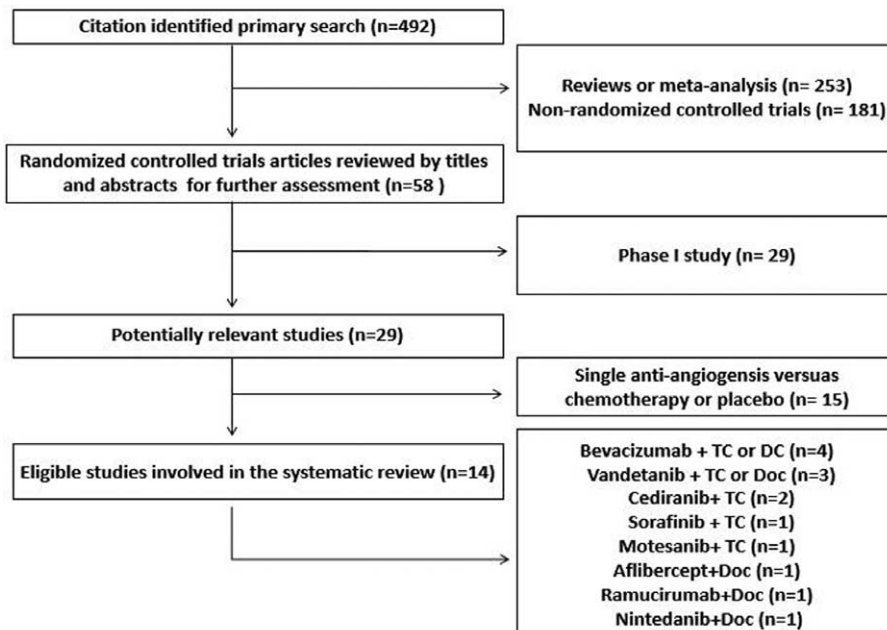 Citation identified primary search (n=492)
Reviews or meta-analysis (n= 253)
Non-randomized controlled trials (n= 181)
Randomized controlled trials articles reviewed by titles
and abstracts for further assessment (n=58 )
Phase I study (n= 29)
Potentially relevant studies (n=29)
Single anti-angiogensis versuas
chemotherapy or placebo (n= 15)
Eligible studies involved in the systematic review (n=14)
Bevacizumab + TC or DC (n=4)
Vandetanib + TC or Doc (n=3)
Cediranib+ TC (n=2)
Sorafinib + TC (n=1)
Motesanib+ TC (n=1)
Aflibercept+Doc (n=1)
Ramucirumab+Doc (n=1)
Nintedanib+Doc (n=1)